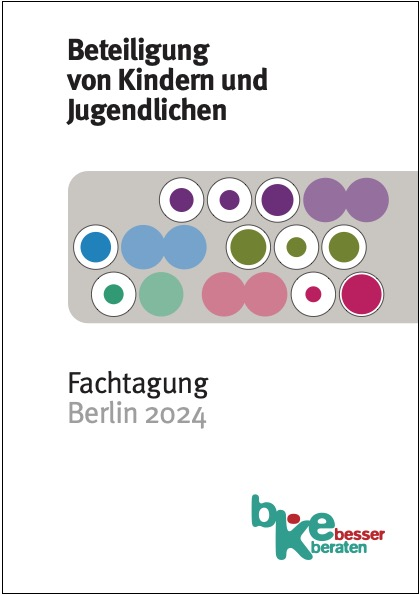 Beteiligung
von Kindern und
Jugendlichen
Fachtagung
Berlin 2024
bke besser
beraten